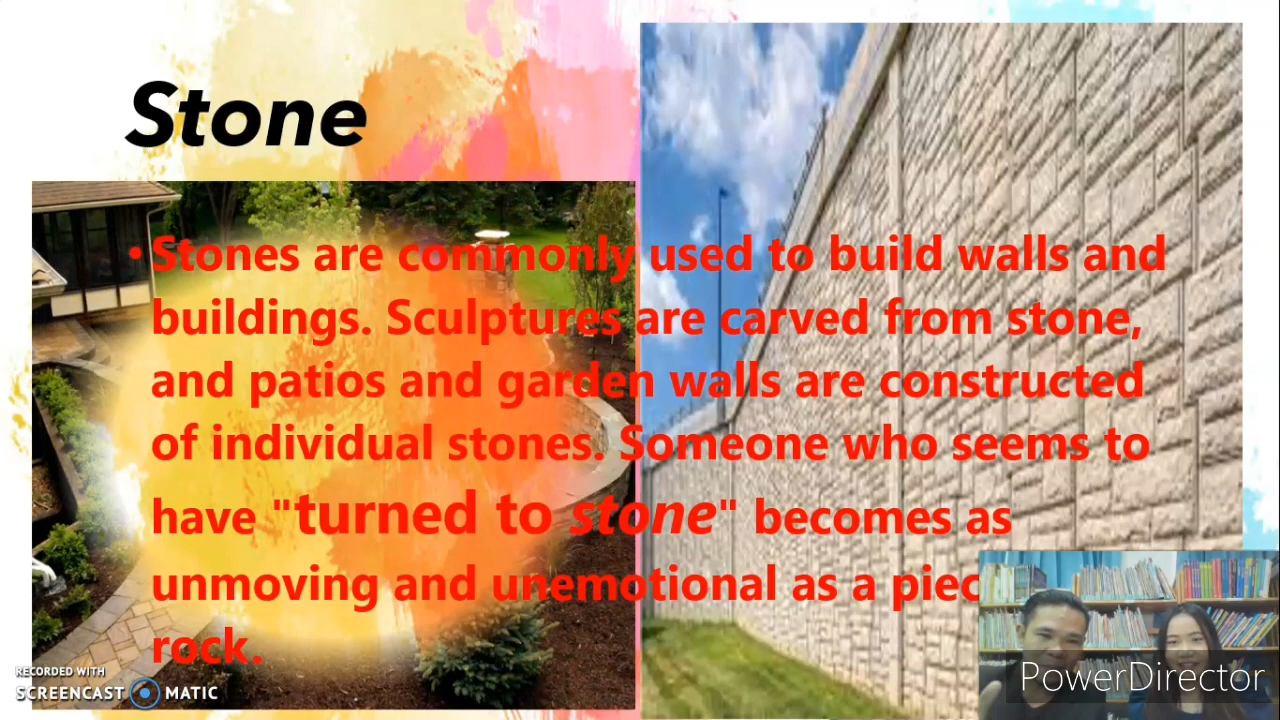 Stone
• Stones are commonly used to build walls and
buildings. Sculptures are carved from stone,
and patios and garden walls are constructed
of individual stones. Someone who seems to
have "turned to stone" becomes as
unmoving and unemotional as a piec
rock.
RECORDED WITH
SCREENCAST MATIC
PowerDirector